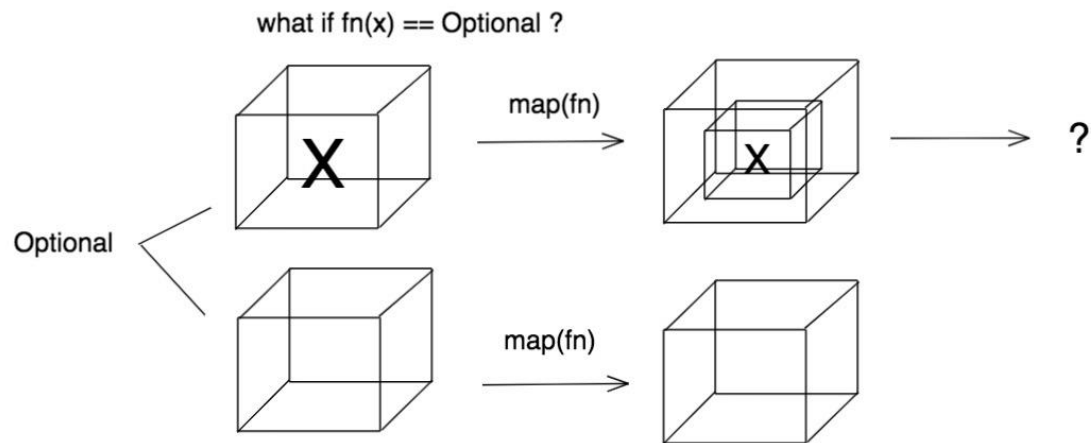 what if fn(x) == Optional ?
map(fn)
X
X
?
Optional
map(fn)